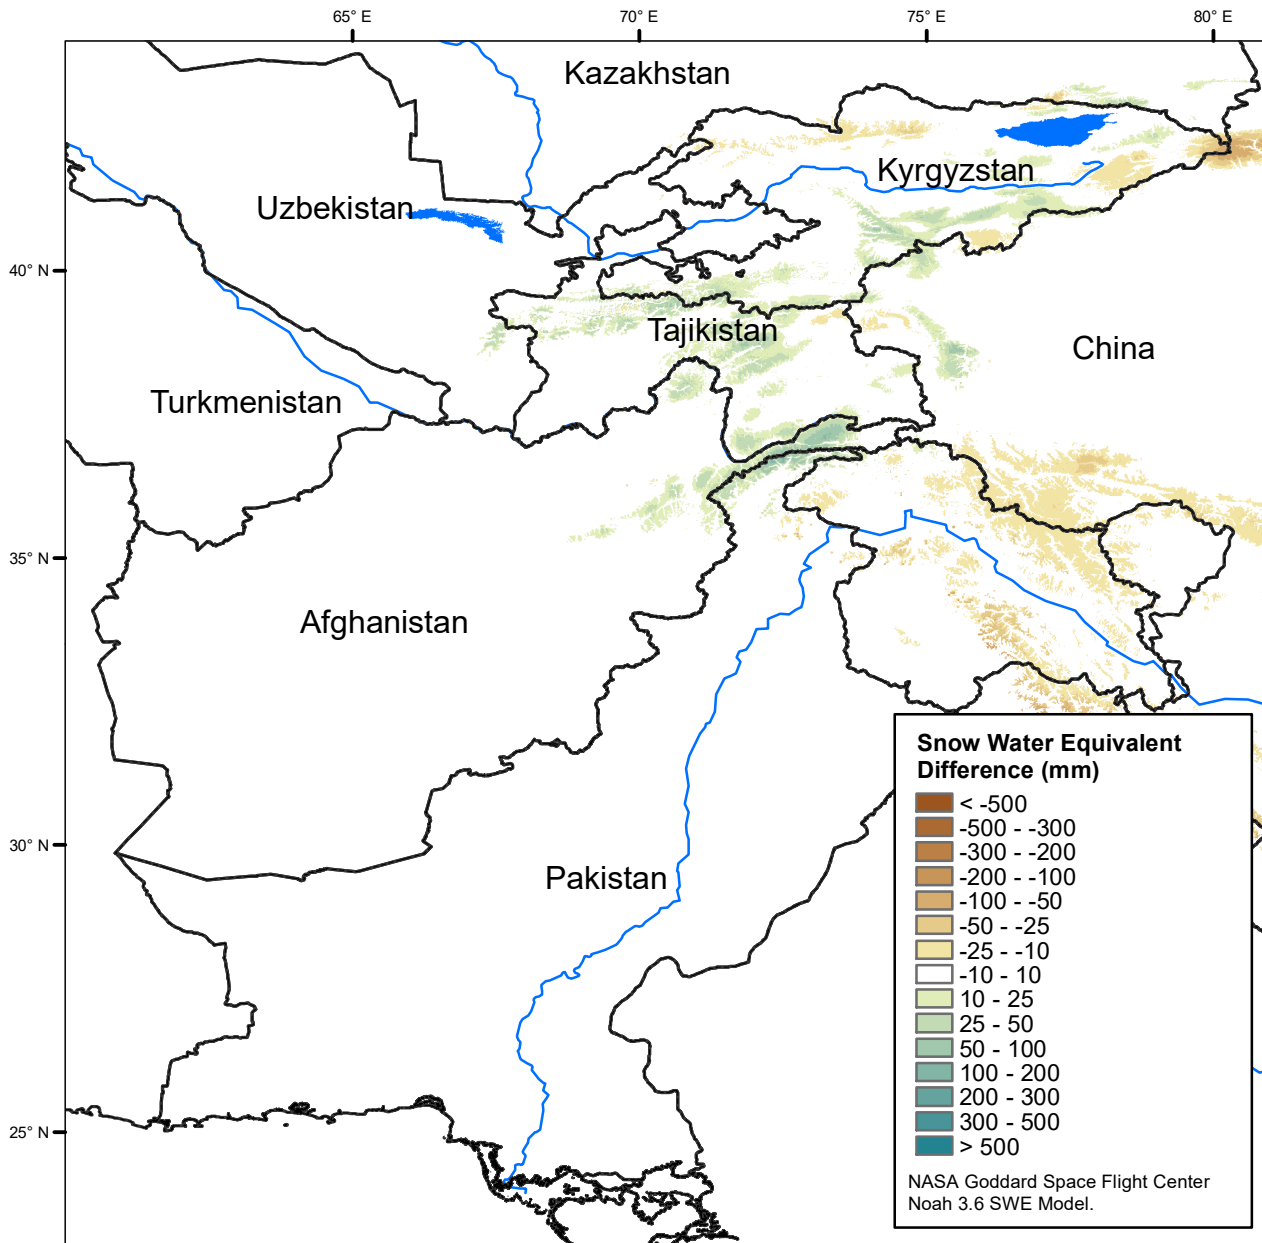 65° E
70° E
75° E
80° E
Kazakhstan
Kyrgyzstan
Uzbekistan
40° N
Tajikistan
China
Turkmenistan
35° N
Afghanistan
Snow Water Equivalent
Difference (mm)
< -500
-500 - -300
-300 - -200
-200 - -100
-100 - -50
-50 - -25
-25 - -10
-10 - 10
10 - 25
25 - 50
50 - 100
100 - 200
200 - 300
300 - 500
> 500
NASA Goddard Space Flight Center
Noah 3.6 SWE Model.
30° N
Pakistan
25° N